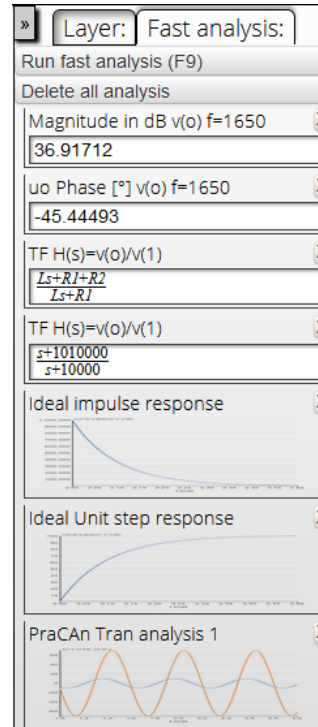 »
Layer:
Fast analysis:
Run fast analysis (F9)
Delete all analysis
Magnitude in dB v(o) f=1650
36.91712
uo Phase [°] v(o) f=1650
-45.44493
TF H(s)=v(o)/v(1)
Ls+R1+R2
Ls+R1
TF H(s)=v(o)/v(1)
s+1010000
s+10000
Ideal impulse response
Ideal Unit step response
PraCAn Tran analysis 1